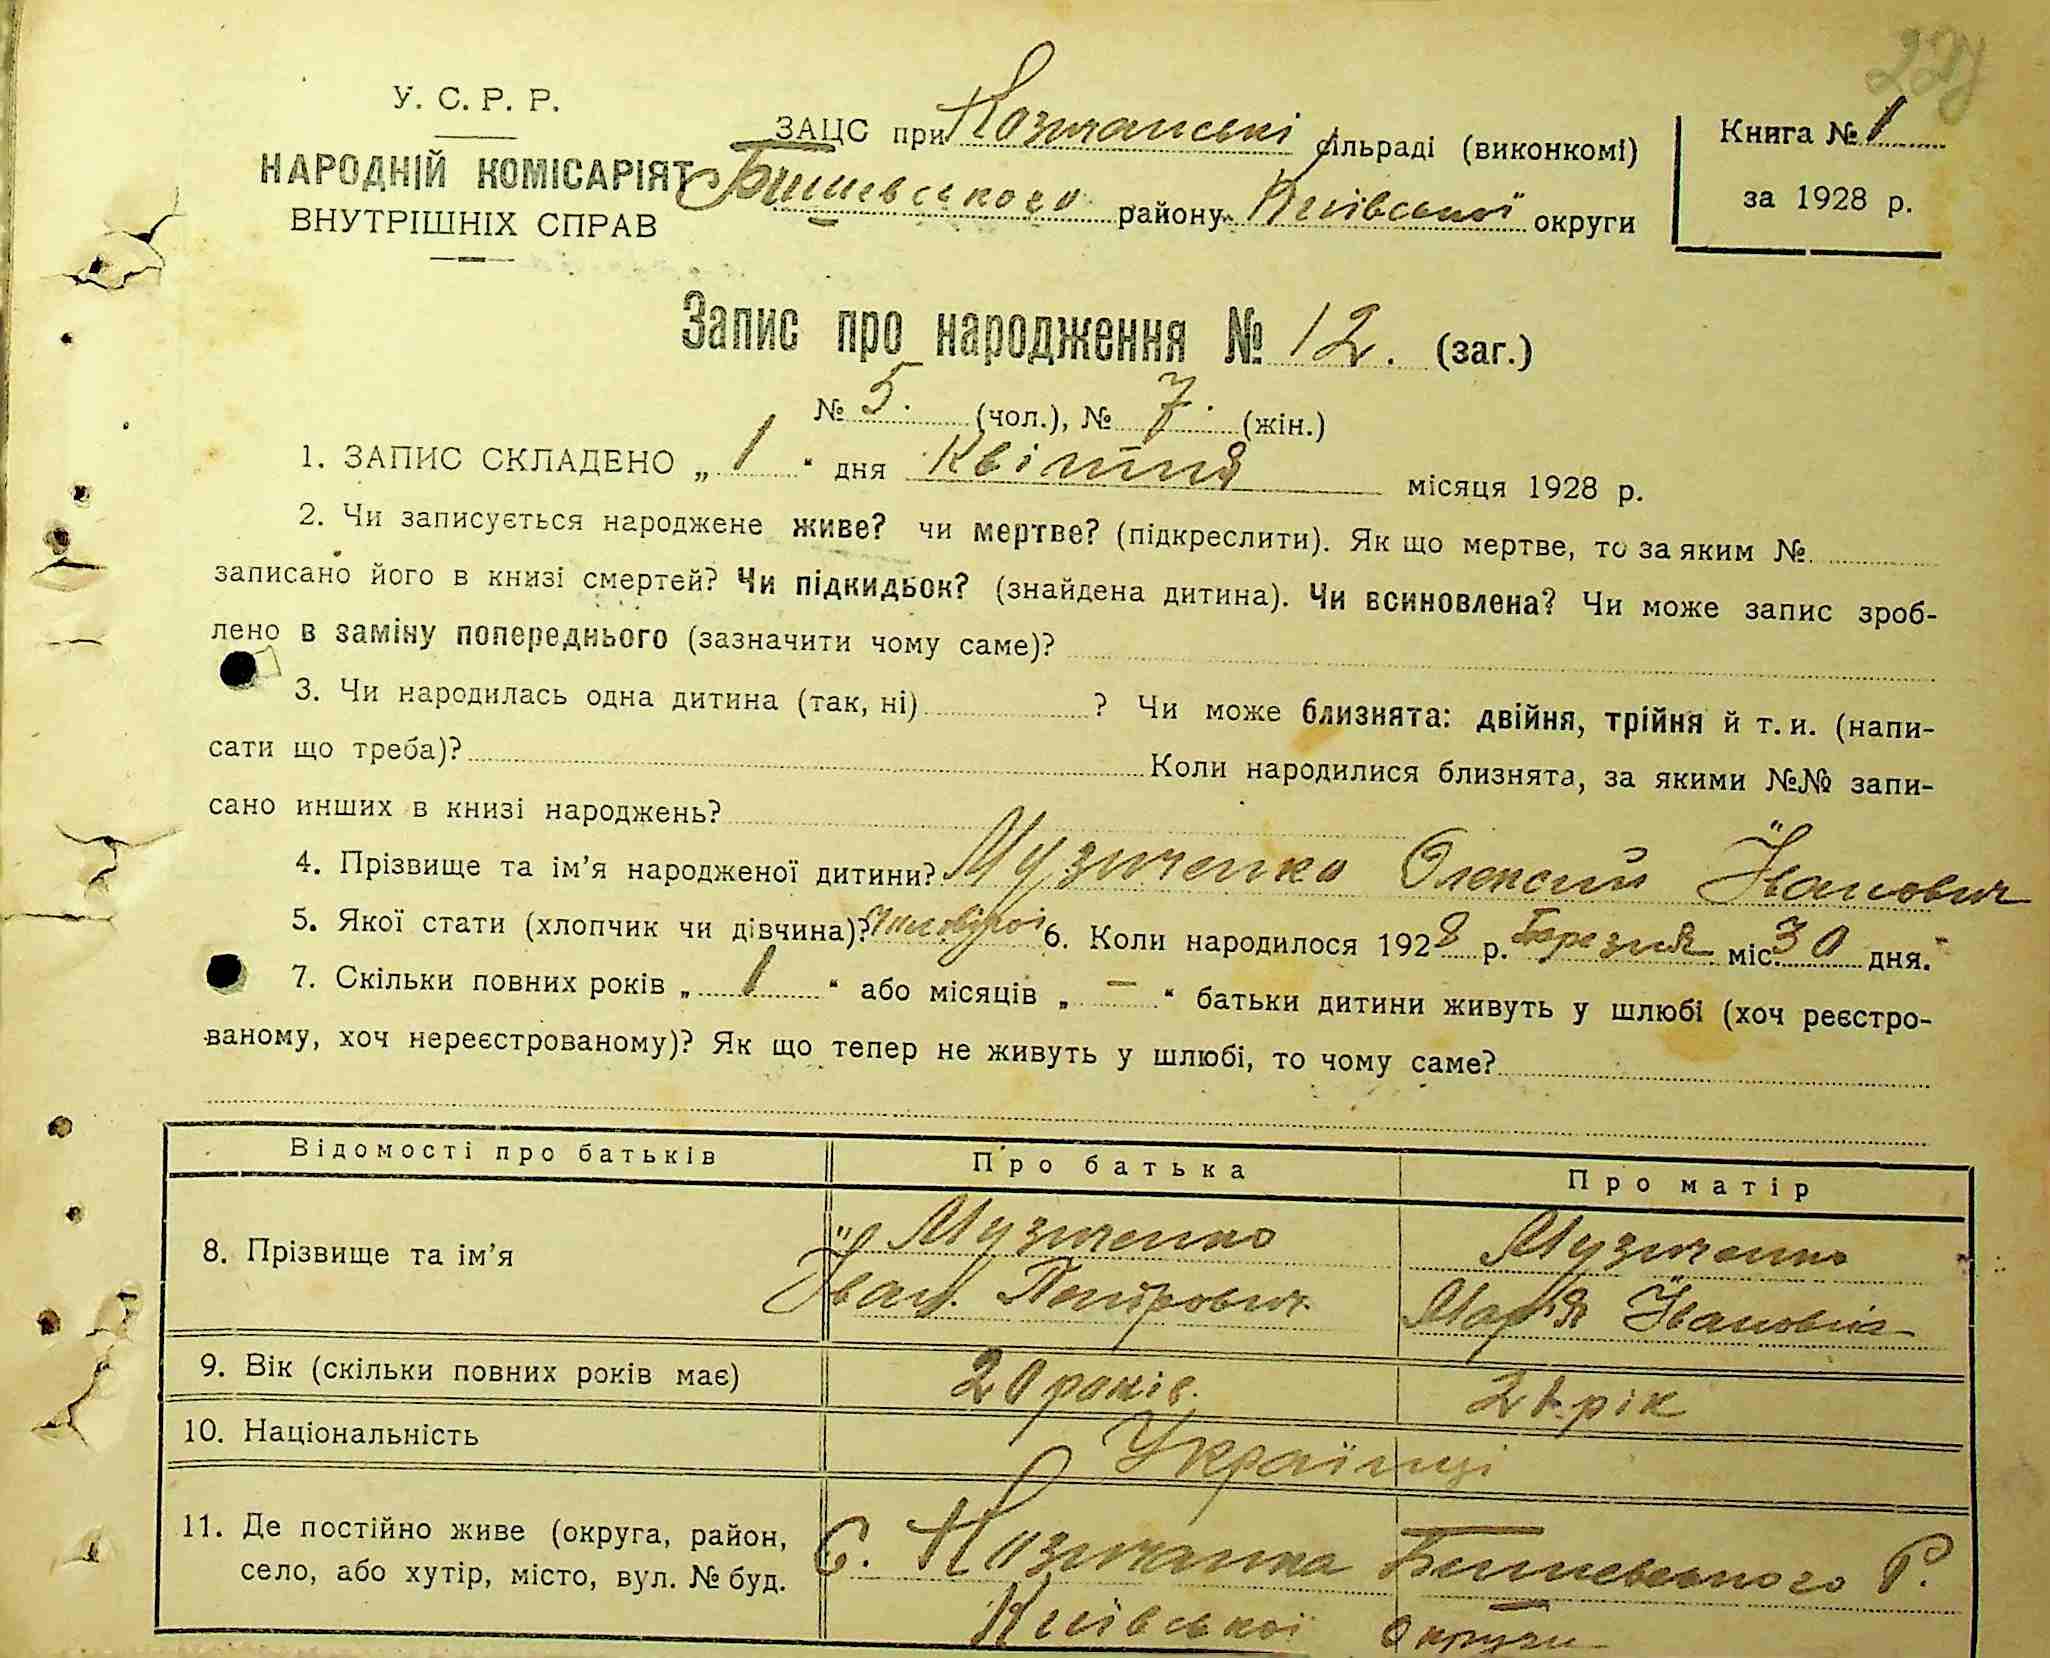 У. С. Р. Р.
НАРОДНІЙ КОМІСАРІЯТ
ВНУТРІШНІХ СПРАВ
ЗАЦС при Козичанські сільраді (виконкомі)
Бишевського району Київської округи
Книга № 1
за 1928 р.
Запис про народження № 12. (заг.)
№ 5. (чол.), № 7. (жін.)
1. ЗАПИС СКЛАДЕНО „ 1 “ дня Квітня місяця 1928 р.
2. Чи записується народжене живе? чи мертве? (підкреслити). Як що мертве, то за яким №
записано його в книзі смертей? Чи підкидьок? (знайдена дитина). Чи всиновлена? Чи може запис зроб-
лено в заміну попереднього (зазначити чому саме)?
3. Чи народилась одна дитина (так, ні) ? Чи може близнята: двійня, трійня й т. и. (напи-
сати що треба)? Коли народилися близнята, за якими №№ запи-
сано инших в книзі народжень?
4. Прізвище та ім’я народженої дитини? Музиченко Олексий Їванович
5. Якої стати (хлопчик чи дівчина)? 6. Коли народилося 1928 р. Березня міс. 30 дня.
7. Скільки повних років „ 1 “ або місяців „ – “ батьки дитини живуть у шлюбі (хоч реєстро-
ваному, хоч нереєстрованому)? Як що тепер не живуть у шлюбі, то чому саме?
Відомості про батьків Про батька Про матір
8. Прізвище та ім’я Музиченко Музиченко
Їван. Петрович. Марія Ївановна
9. Вік (скільки повних років має) 20 років. 21 рік
10. Національність Українці
11. Де постійно живе (округа, район, С. Козичанка Бишевського Р.
село, або хутір, місто, вул. № буд. Київської округи